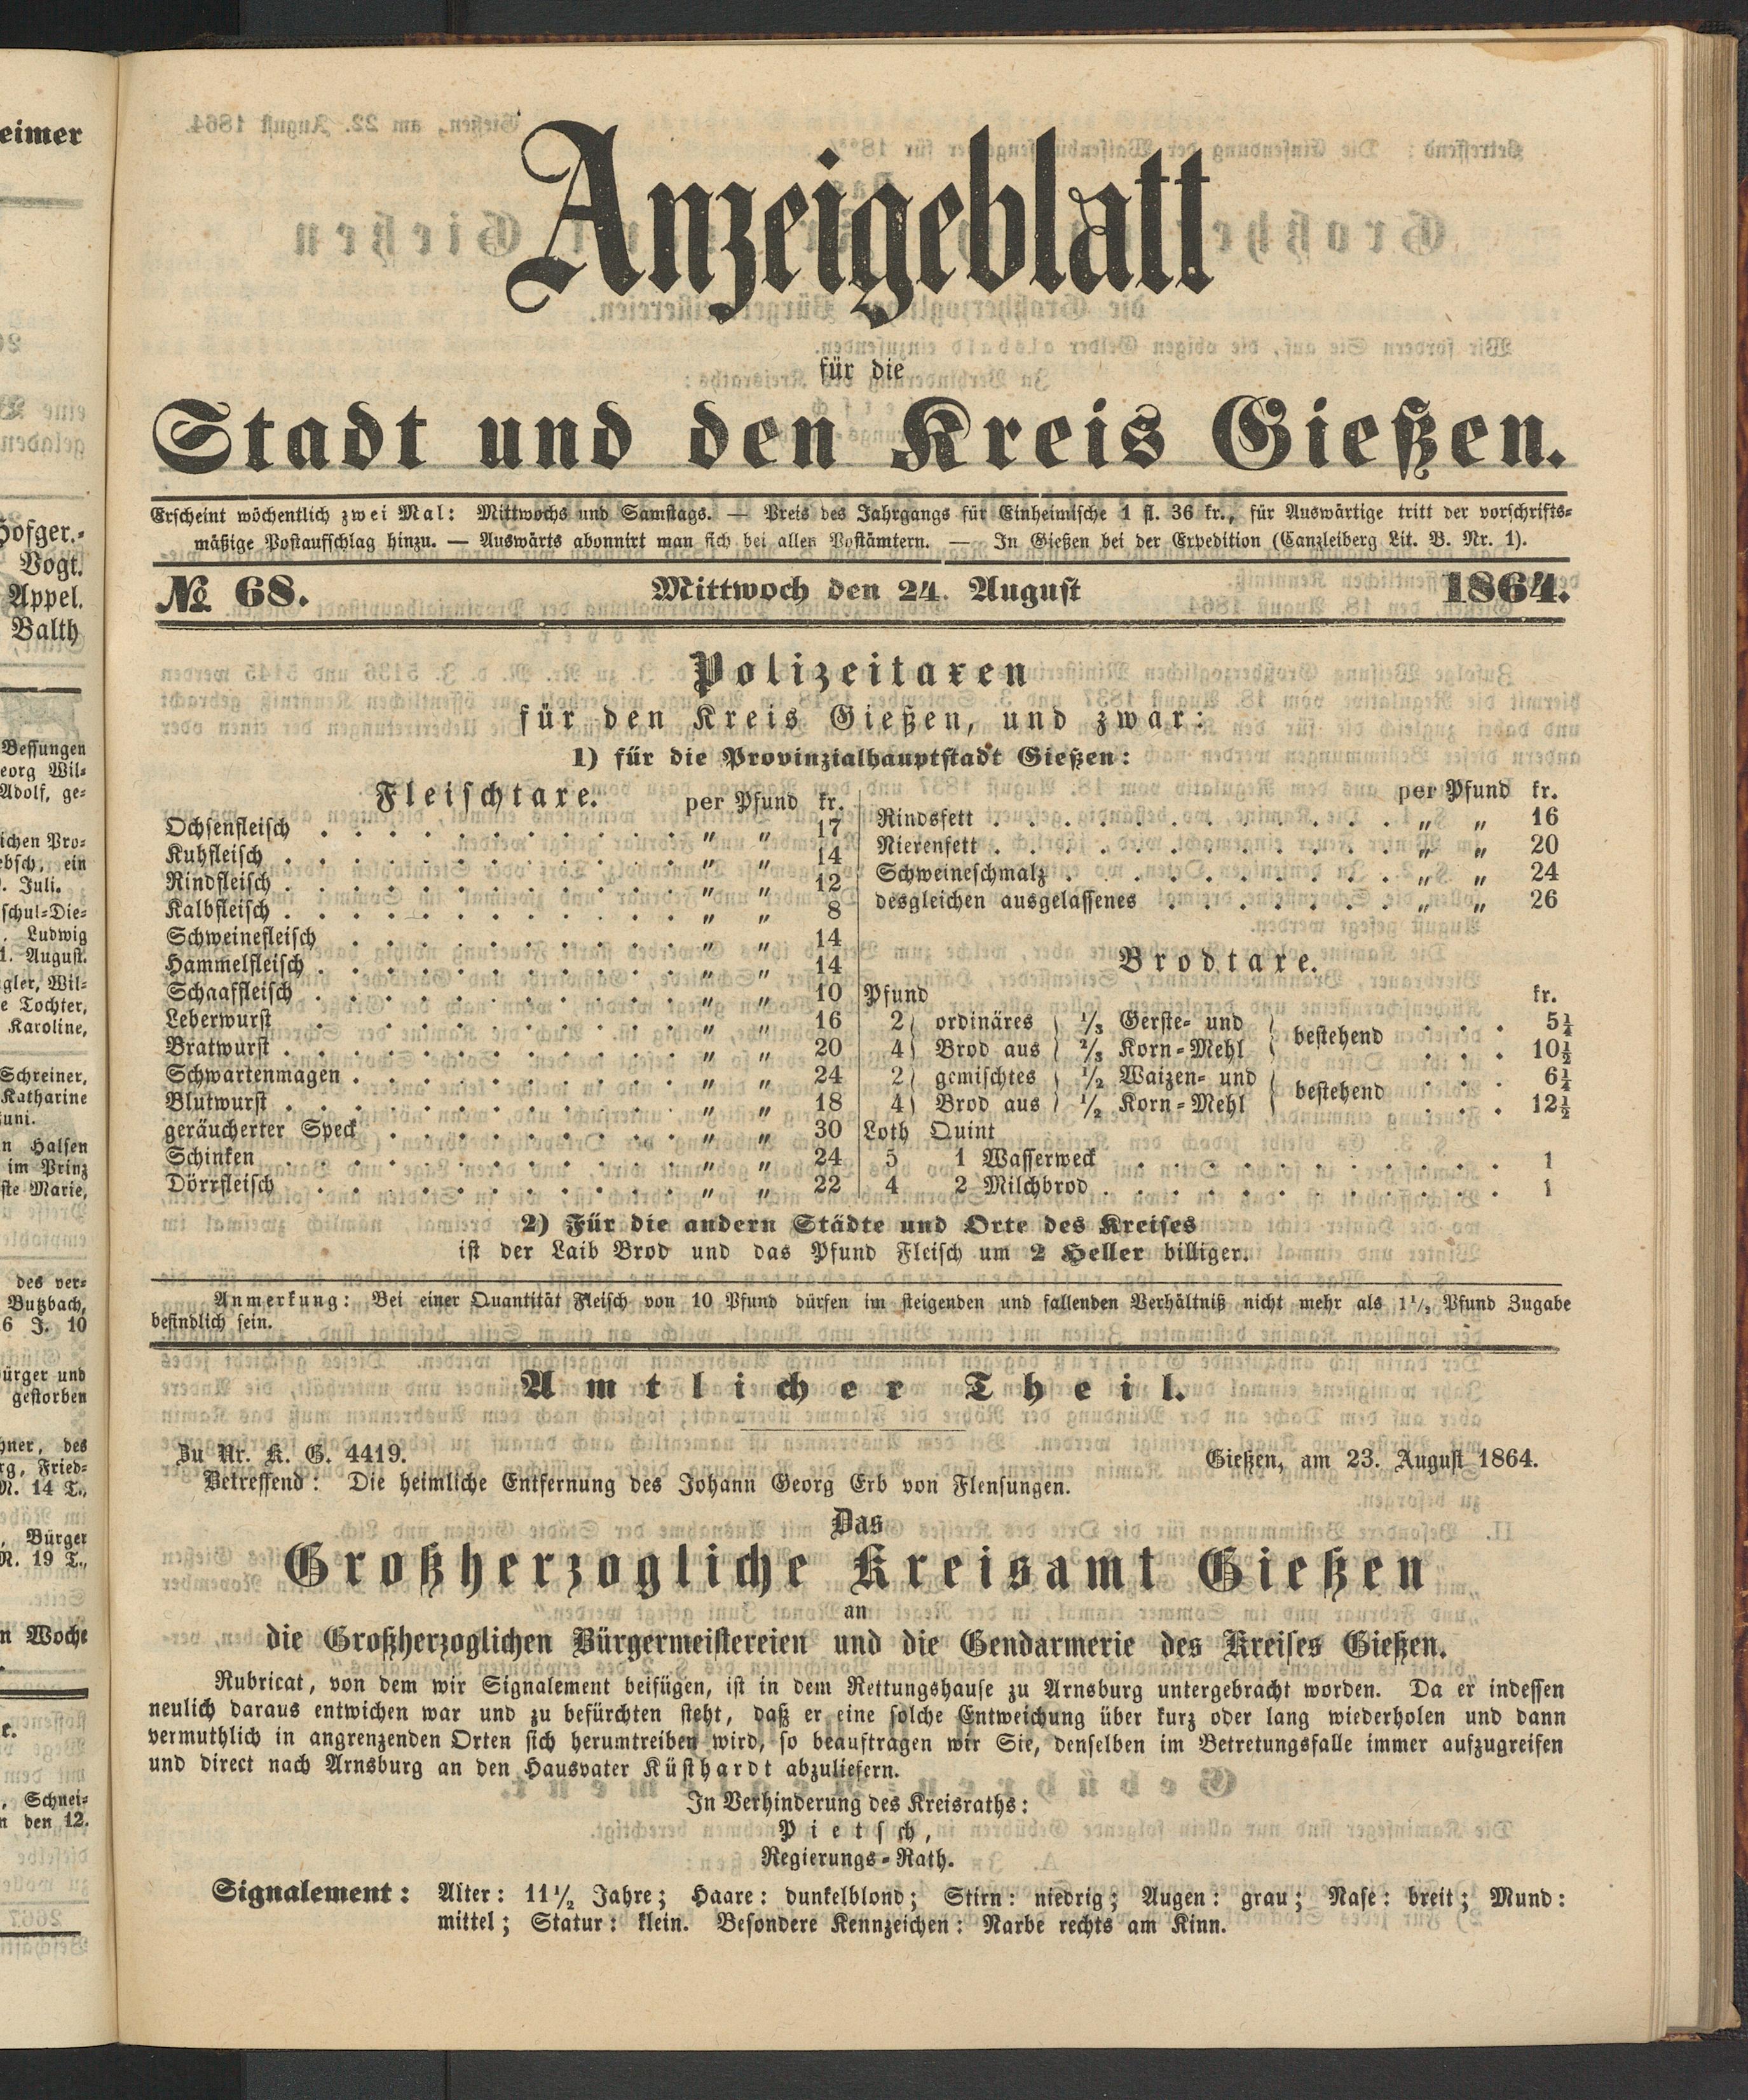 Anzeigeblatt
für die
Stadt und den Kreis Gießen.
Erscheint wöchentlich zwei Mal: Mittwochs und Samstags. — Preis des Jahrgangs für Einheimische 1 fl. 36 kr., für Auswärtige tritt der vorschrifts-
mäßige Postaufschlag hinzu. — Auswärts abonnirt man sich bei allen Postämtern. — In Gießen bei der Expedition (Canzleiberg Lit. B. Nr. 1).
№ 68. Mittwoch den 24. August 1864.
Polizeitaxen
für den Kreis Gießen, und zwar:
1) für die Provinzialhauptstadt Gießen:
Fleischtaxe. per Pfund kr.
Ochsenfleisch . . . „ „ 17
Kuhfleisch . . . „ „ 14
Rindfleisch . . . „ „ 12
Kalbfleisch . . . „ „ 8
Schweinefleisch . . . „ „ 14
Hammelfleisch . . . „ „ 14
Schaaffleisch . . . „ „ 10
Leberwurst . . . „ „ 16
Bratwurst . . . „ „ 20
Schwartenmagen . . . „ „ 24
Blutwurst . . . „ „ 18
geräucherter Speck . . . „ „ 30
Schinken . . . „ „ 24
Dörrfleisch . . . „ „ 22
per Pfund kr.
Rindsfett . . . „ „ 16
Nierenfett . . . „ „ 20
Schweineschmalz . . . „ „ 24
desgleichen ausgelassenes . . . „ „ 26
Brodtaxe.
Pfund kr.
2) ordinäres ) 1/3 Gerste- und } bestehend . . . 5¼
4) Brod aus ) 2/3 Korn-Mehl } . . . 10½
2) gemischtes ) 1/2 Waizen- und } bestehend . . . 6¼
4) Brod aus ) 1/2 Korn-Mehl } . . . 12½
Loth Quint
5 1 Wasserweck . . . 1
4 2 Milchbrod . . . 1
2) Für die andern Städte und Orte des Kreises
ist der Laib Brod und das Pfund Fleisch um 2 Heller billiger.
Anmerkung: Bei einer Quantität Fleisch von 10 Pfund dürfen im steigenden und fallenden Verhältniß nicht mehr als 1½ Pfund Zugabe
befindlich sein.
Amtlicher Theil.
Zu Nr. K. G. 4419. Gießen, am 23. August 1864.
Betreffend: Die heimliche Entfernung des Johann Georg Erb von Flensungen.
Das
Großherzogliche Kreisamt Gießen
an
die Großherzoglichen Bürgermeistereien und die Gendarmerie des Kreises Gießen.
Rubricat, von dem wir Signalement beifügen, ist in dem Rettungshause zu Arnsburg untergebracht worden. Da er indessen
neulich daraus entwichen war und zu befürchten steht, daß er eine solche Entweichung über kurz oder lang wiederholen und dann
vermuthlich in angrenzenden Orten sich herumtreiben wird, so beauftragen wir Sie, denselben im Betretungsfalle immer aufzugreifen
und direct nach Arnsburg an den Hausvater Küsthardt abzuliefern.
In Verhinderung des Kreisraths:
Pietsch,
Regierungs-Rath.
Signalement: Alter: 11½ Jahre; Haare: dunkelblond; Stirn: niedrig; Augen: grau; Nase: breit; Mund:
mittel; Statur: klein. Besondere Kennzeichen: Narbe rechts am Kinn.